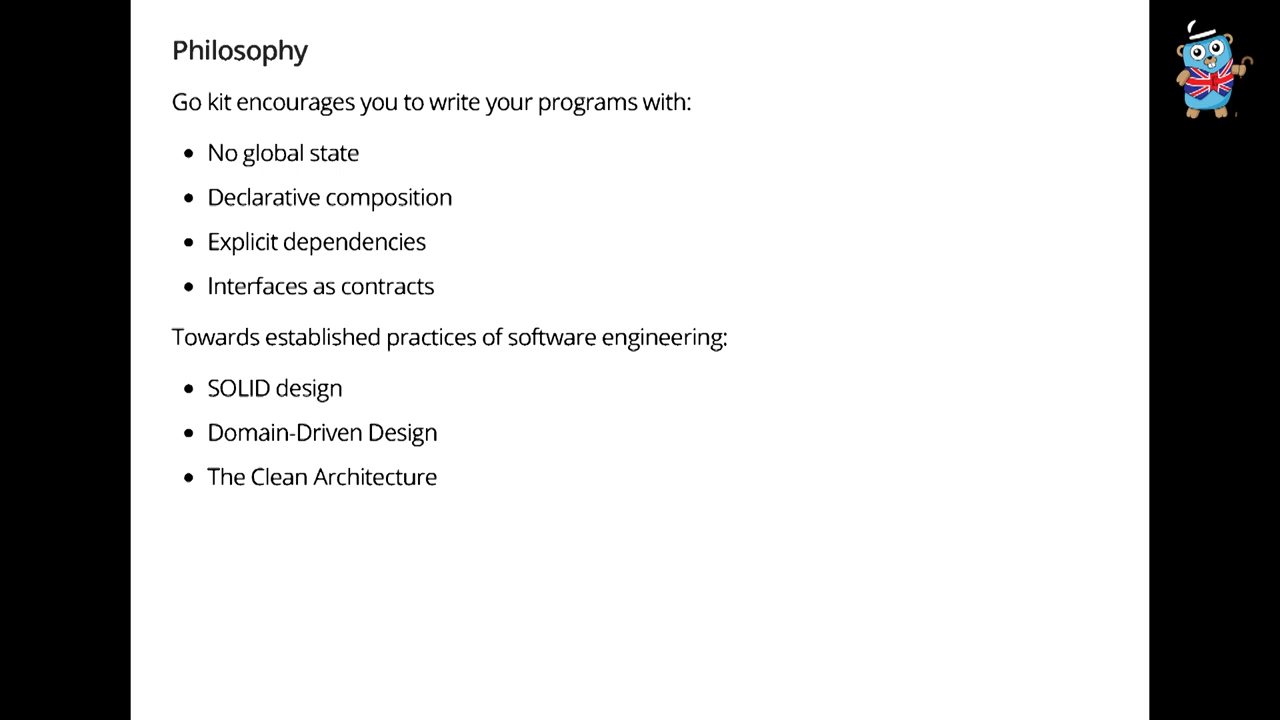 Philosophy
Go kit encourages you to write your programs with:
• No global state
• Declarative composition
• Explicit dependencies
• Interfaces as contracts
Towards established practices of software engineering:
• SOLID design
• Domain-Driven Design
• The Clean Architecture